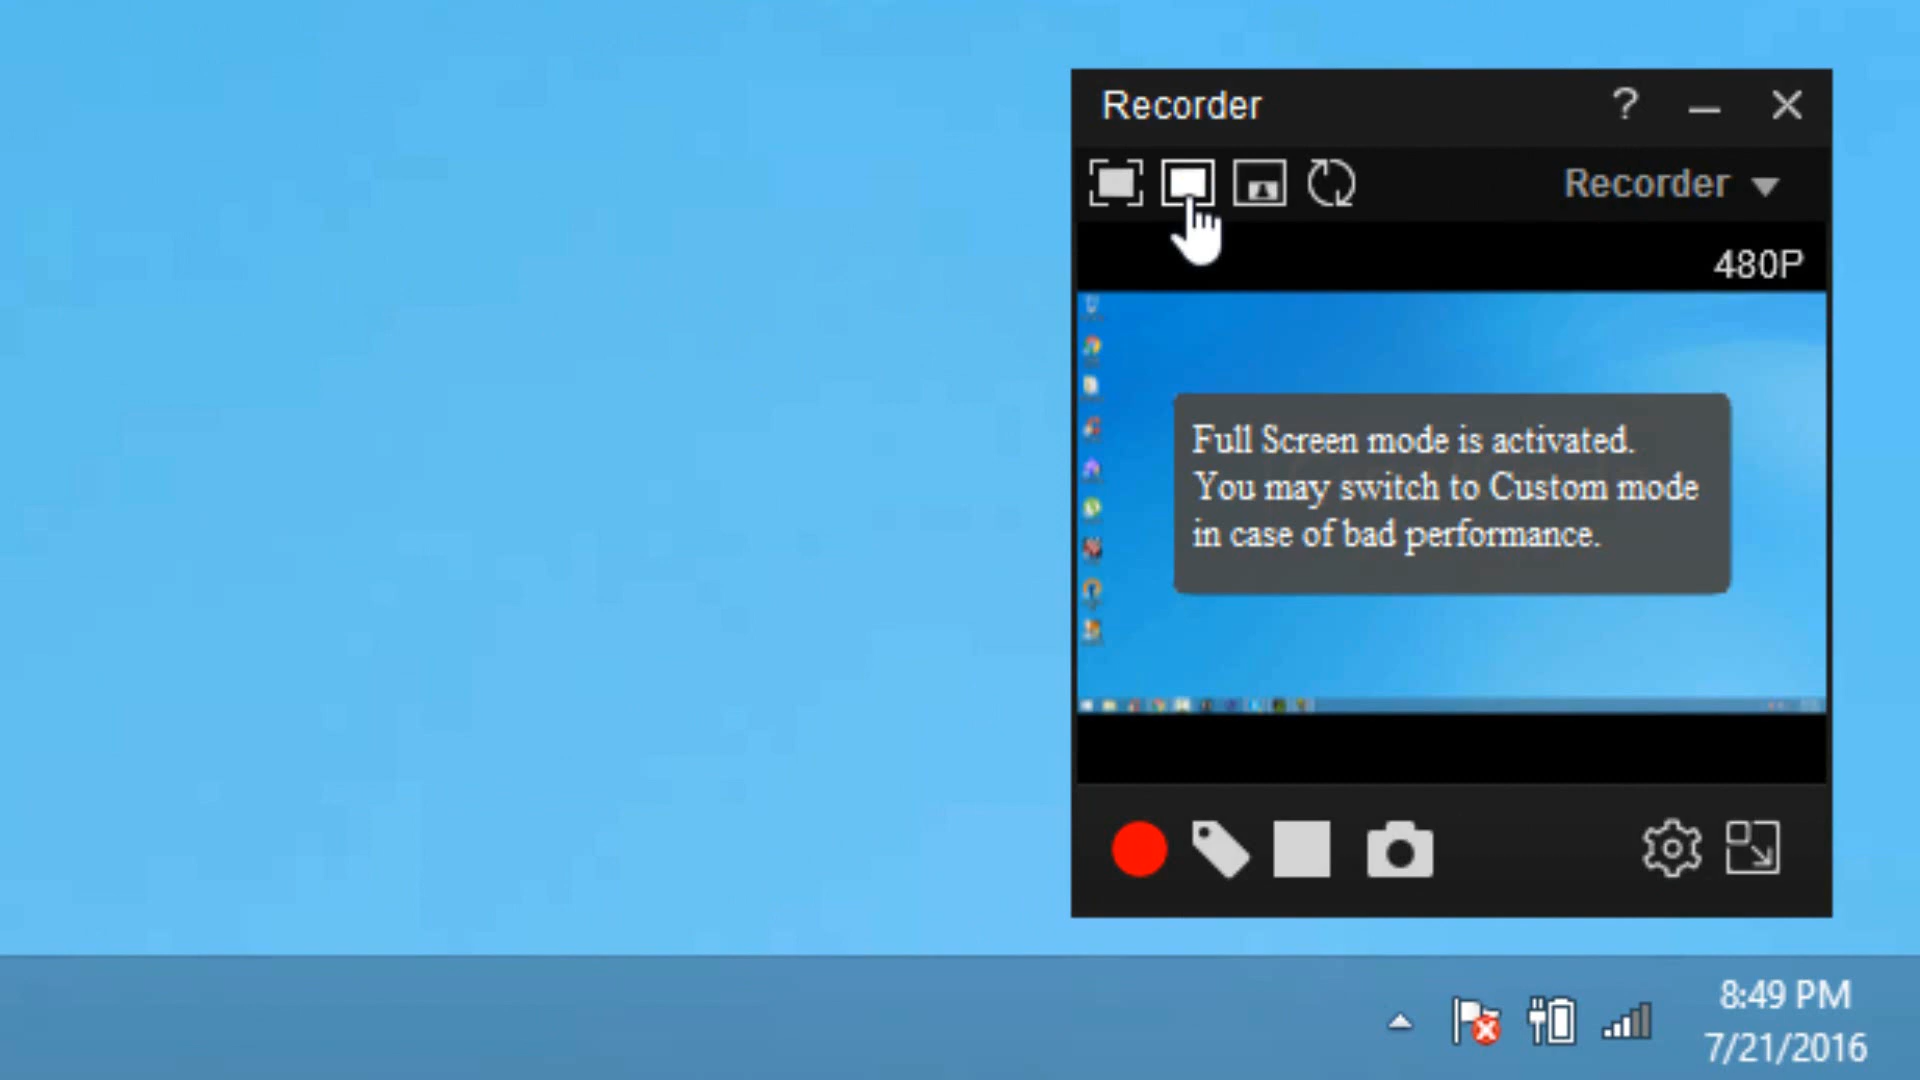 Recorder
?
Recorder
480P
Full Screen mode is activated.
You may switch to Custom mode
in case of bad performance.
8:49 PM
7/21/2016